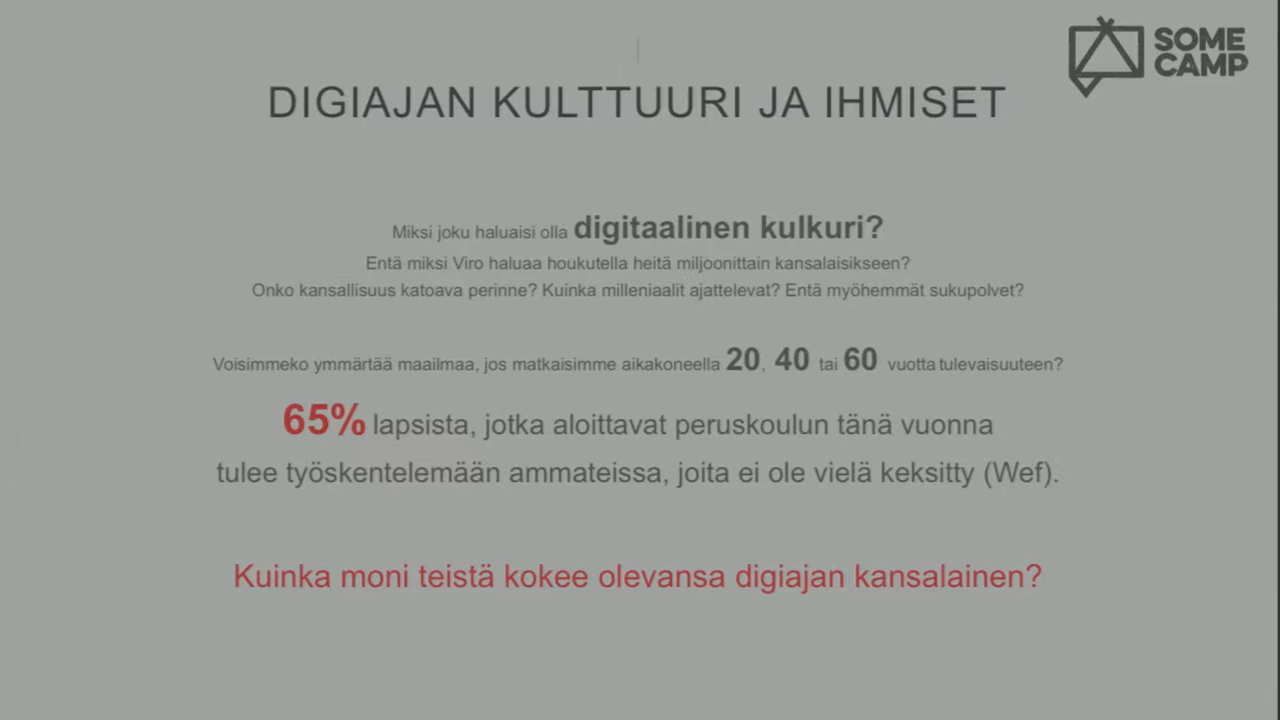 SOME
CAMP
DIGIAJAN KULTTUURI JA IHMISET
Miksi joku haluaisi olla digitaalinen kulkuri?
Entä miksi Viro haluaa houkutella heitä miljoonittain kansalaisikseen?
Onko kansallisuus katoava perinne? Kuinka milleniaalit ajattelevat? Entä myöhemmät sukupolvet?
Voisimmeko ymmärtää maailmaa, jos matkaisimme aikakoneella 20, 40 tai 60 vuotta tulevaisuuteen?
65% lapsista, jotka aloittavat peruskoulun tänä vuonna
tulee työskentelemään ammateissa, joita ei ole vielä keksitty (Wef).
Kuinka moni teistä kokee olevansa digiajan kansalainen?